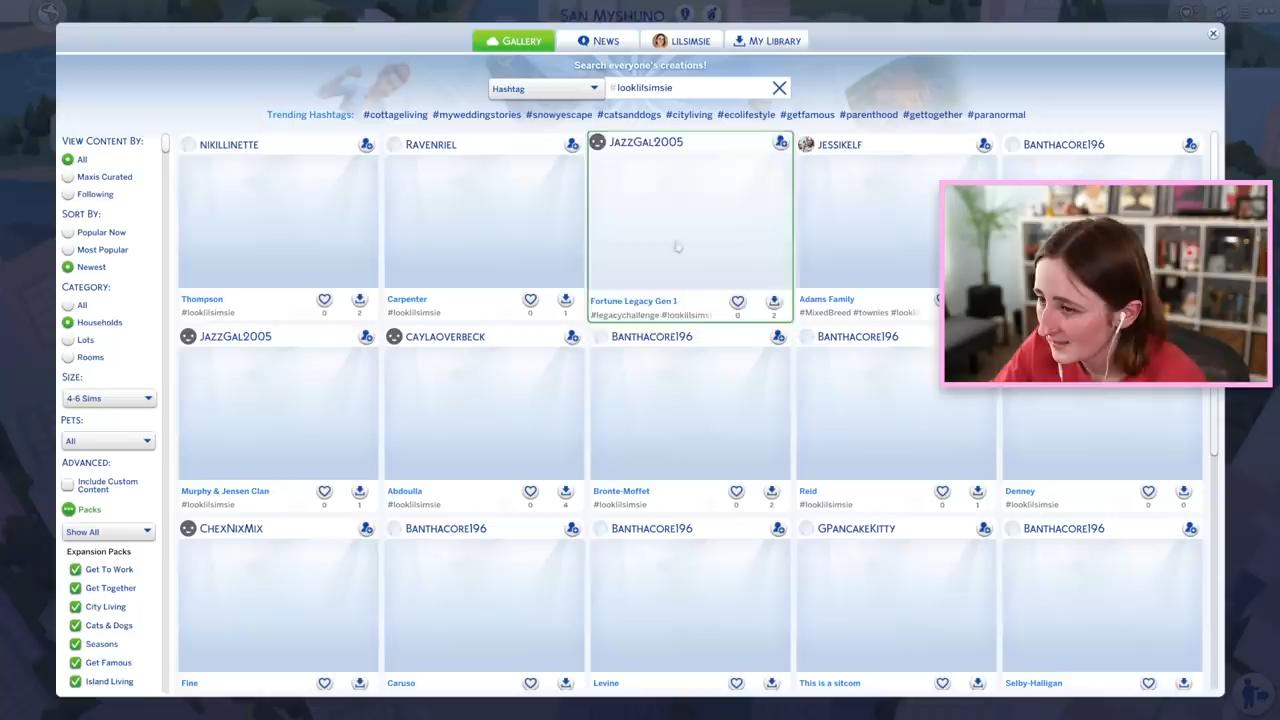 SAN MYSHUNO
GALLERY
NEWS
LILSIMSIE
MY LIBRARY
Search everyone's creations!
Hashtag
# looklilsimsie
Trending Hashtags: #cottageliving #myweddingstories #snowyescape #catsanddogs #cityliving #ecolifestyle #getfamous #parenthood #gettogether #paranormal
VIEW CONTENT BY:
All
Maxis Curated
Following
SORT BY:
Popular Now
Most Popular
Newest
CATEGORY:
All
Households
Lots
Rooms
SIZE:
4-6 Sims
PETS:
All
ADVANCED:
Include Custom
Content
Packs
Show All
Expansion Packs
Get To Work
Get Together
City Living
Cats & Dogs
Seasons
Get Famous
Island Living
NIKILLINETTE
RAVENRIEL
JAZZGAL2005
JESSIKELF
BANTHACORE196
Thompson
#looklilsimsie
0 2
Carpenter
#looklilsimsie
0 1
Fortune Legacy Gen 1
#legacychallenge #looklilsims
0 2
Adams Family
#MixedBreed #townies #lookl
JAZZGAL2005
CAYLAOVERBECK
BANTHACORE196
BANTHACORE196
Murphy & Jensen Clan
#looklilsimsie
0 1
Abdoulla
#looklilsimsie
0 4
Bronte-Moffet
#looklilsimsie
0 2
Reid
#looklilsimsie
0 1
Denney
#looklilsimsie
0 0
CHEXNIXMIX
BANTHACORE196
BANTHACORE196
GPANCAKEKITTY
BANTHACORE196
Fine
Caruso
Levine
This is a sitcom
Selby-Halligan